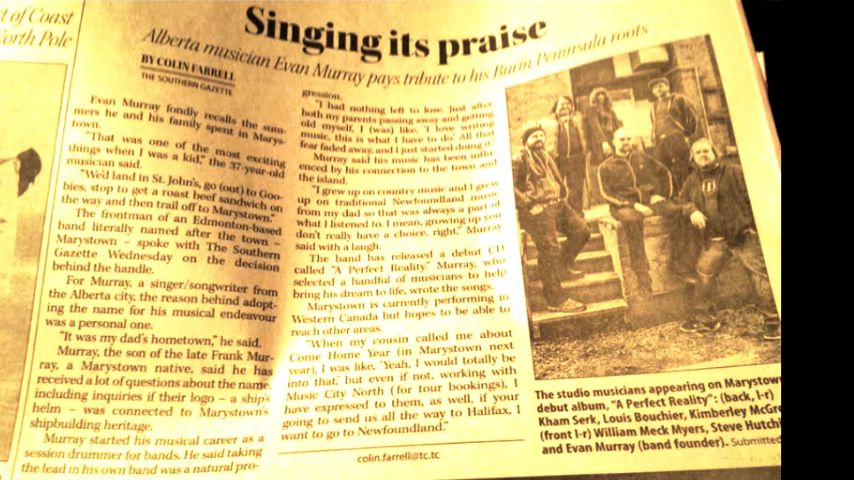 t of Coast
orth Pole
Singing its praise
Alberta musician Evan Murray pays tribute to his Burin Peninsula roots
BY COLIN FARRELL
THE SOUTHERN GAZETTE
Evan Murray fondly recalls the sum-
mers he and his family spent in Marys-
town.
"That was one of the most exciting
things when I was a kid," the 37-year-old
musician said.
"We'd land in St. John's, go (out) to Goo-
bies, stop to get a roast beef sandwich on
the way and then trail off to Marystown."
The frontman of an Edmonton-based
band literally named after the town –
Marystown – spoke with The Southern
Gazette Wednesday on the decision
behind the handle.
For Murray, a singer/songwriter from
the Alberta city, the reason behind adopt-
ing the name for his musical endeavour
was a personal one.
"It was my dad's hometown," he said.
Murray, the son of the late Frank Mur-
ray, a Marystown native, said he has
received a lot of questions about the name,
including inquiries if their logo – a ship's
helm – was connected to Marystown's
shipbuilding heritage.
Murray started his musical career as a
session drummer for bands. He said taking
the lead in his own band was a natural pro-
gression.
"I had nothing left to lose. Just after
both my parents passing away and getting
old myself, I (was) like, 'I love writing
music, this is what I have to do.' All that
fear faded away, and I just started doing it."
Murray said his music has been influ-
enced by his connection to the town and
the island.
"I grew up on country music and I grew
up on traditional Newfoundland music
from my dad so that was always a part of
what I listened to. I mean, growing up you
don't really have a choice, right," Murray
said with a laugh.
The band has released a debut CD
called "A Perfect Reality." Murray, who
selected a handful of musicians to help
bring his dream to life, wrote the songs.
Marystown is currently performing in
Western Canada but hopes to be able to
reach other areas.
"When my cousin called me about
Come Home Year (in Marystown next
year), I was like, 'Yeah, I would totally be
into that,' but even if not, working with
Music City North (for tour bookings), I
have expressed to them, as well, if your
going to send us all the way to Halifax, I
want to go to Newfoundland."
colin.farrell@tc.tc
The studio musicians appearing on Marystow
debut album, "A Perfect Reality": (back, l-r)
Kham Serk, Louis Bouchier, Kimberley McGre
(front l-r) William Meck Myers, Steve Hutchi
and Evan Murray (band founder). Submitted